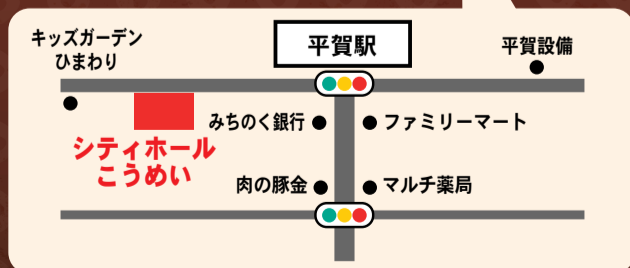 キッズガーデン
ひまわり
平賀駅
平賀設備
みちのく銀行
ファミリーマート
シティホール
こうめい
肉の豚金
マルチ薬局